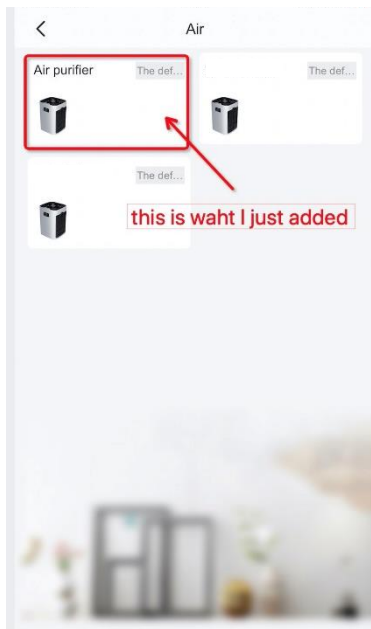 Air
Air purifier
The def...
The def...
The def...
this is waht I just added